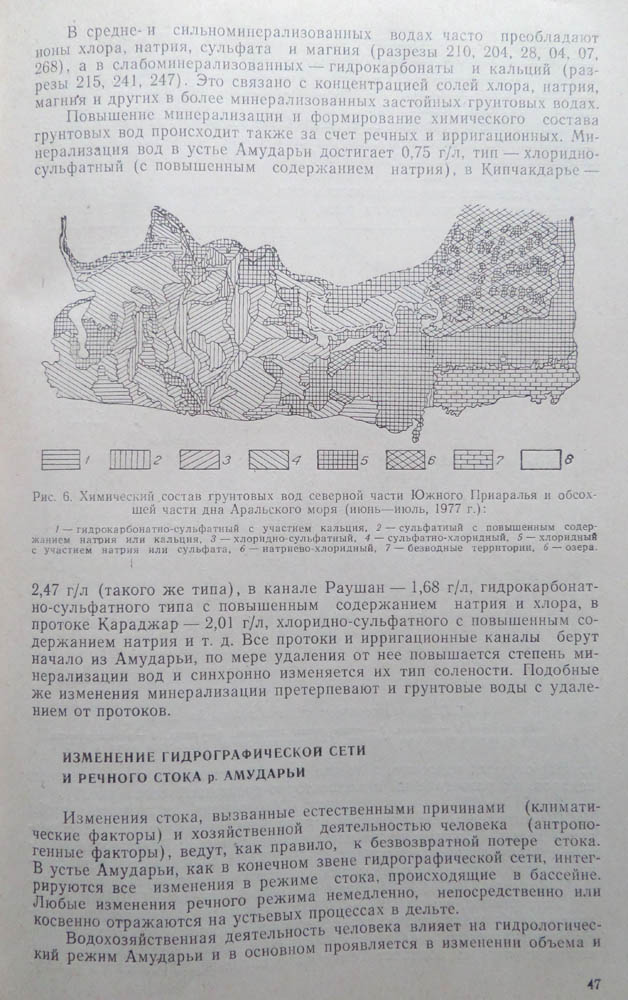 В средне- и сильноминерализованных водах часто преобладают
ионы хлора, натрия, сульфата и магния (разрезы 210, 204, 28, 04, 07,
268), а в слабоминерализованных — гидрокарбонаты и кальций (раз-
резы 215, 241, 247). Это связано с концентрацией солей хлора, натрия,
магния и других в более минерализованных застойных грунтовых водах.
Повышение минерализации и формирование химического состава
грунтовых вод происходит также за счет речных и ирригационных. Ми-
нерализация вод в устье Амударьи достигает 0,75 г/л, тип — хлоридно-
сульфатный (с повышенным содержанием натрия), в Кипчакдарье —
1 2 3 4 5 6 7 8
Рис. 6. Химический состав грунтовых вод северной части Южного Приаралья и обсох-
шей части дна Аральского моря (июнь—июль, 1977 г.):
1 — гидрокарбонатно-сульфатный с участием кальция, 2 — сульфатный с повышенным содер-
жанием натрия или кальция, 3 — хлоридно-сульфатный, 4 — сульфатно-хлоридный, 5 — хлоридный
с участием натрия или сульфата, 6 — натриево-хлоридный, 7 — безводные территории, 6 — озера.
2,47 г/л (такого же типа), в канале Раушан — 1,68 г/л, гидрокарбонат-
но-сульфатного типа с повышенным содержанием натрия и хлора, в
протоке Караджар — 2,01 г/л, хлоридно-сульфатного с повышенным со-
держанием натрия и т. д. Все протоки и ирригационные каналы берут
начало из Амударьи, по мере удаления от нее повышается степень ми-
нерализации вод и синхронно изменяется их тип солености. Подобные
же изменения минерализации претерпевают и грунтовые воды с удале-
нием от протоков.
ИЗМЕНЕНИЕ ГИДРОГРАФИЧЕСКОЙ СЕТИ
И РЕЧНОГО СТОКА р. АМУДАРЬИ
Изменения стока, вызванные естественными причинами (климати-
ческие факторы) и хозяйственной деятельностью человека (антропо-
генные факторы), ведут, как правило, к безвозвратной потере стока.
В устье Амударьи, как в конечном звене гидрографической сети, интег-
рируются все изменения в режиме стока, происходящие в бассейне.
Любые изменения речного режима немедленно, непосредственно или
косвенно отражаются на устьевых процессах в дельте.
Водохозяйственная деятельность человека влияет на гидрологичес-
кий режим Амударьи и в основном проявляется в изменении объема и
47